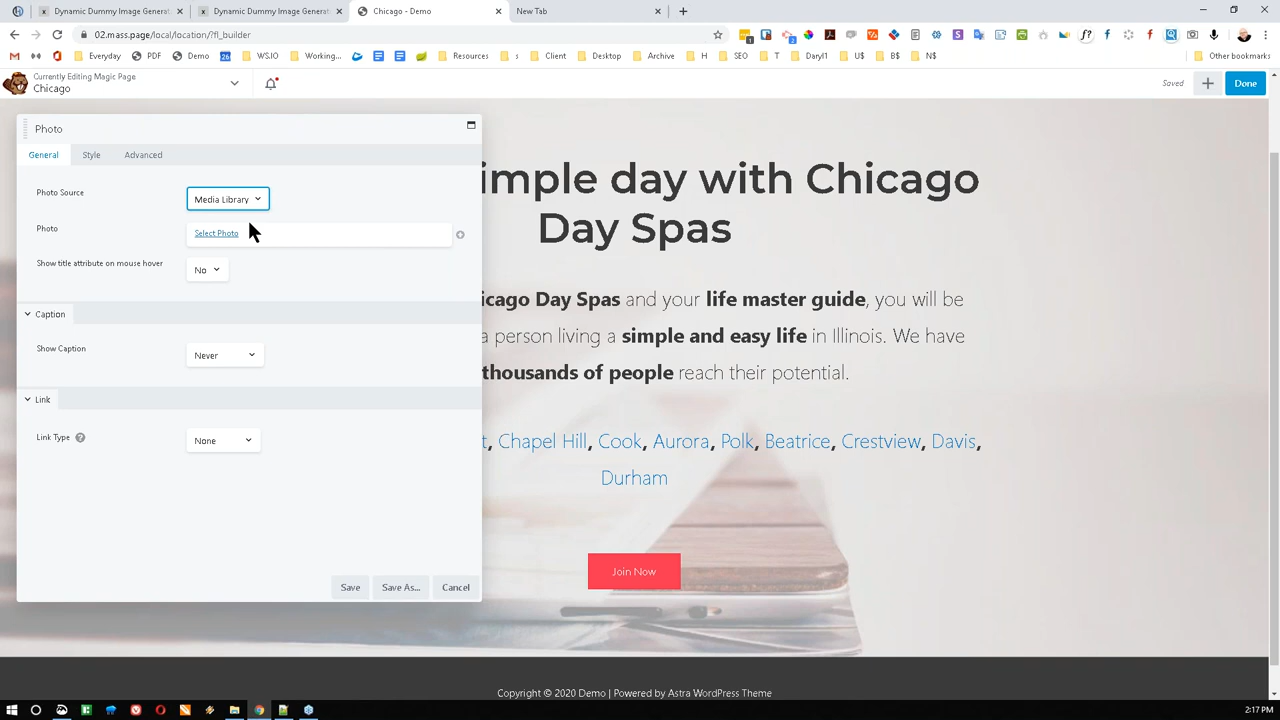 Dynamic Dummy Image Generat
Dynamic Dummy Image Generat
Chicago - Demo
New Tab
02.mass.page/local/location/?fl_builder
Everyday
PDF
Demo
26
WS.IO
Working...
Resources
s
Client
Desktop
Archive
H
SEO
T
Daryl1
U$
B$
N$
Other bookmarks
Currently Editing Magic Page
Chicago
Saved
Done
Photo
General
Style
Advanced
Photo Source
Media Library
Photo
Select Photo
Show title attribute on mouse hover
No
Caption
Show Caption
Never
Link
Link Type
None
Save
Save As...
Cancel
imple day with Chicago
Day Spas
icago Day Spas and your life master guide, you will be
a person living a simple and easy life in Illinois. We have
thousands of people reach their potential.
t, Chapel Hill, Cook, Aurora, Polk, Beatrice, Crestview, Davis,
Durham
Join Now
Copyright © 2020 Demo | Powered by Astra WordPress Theme
2:17 PM